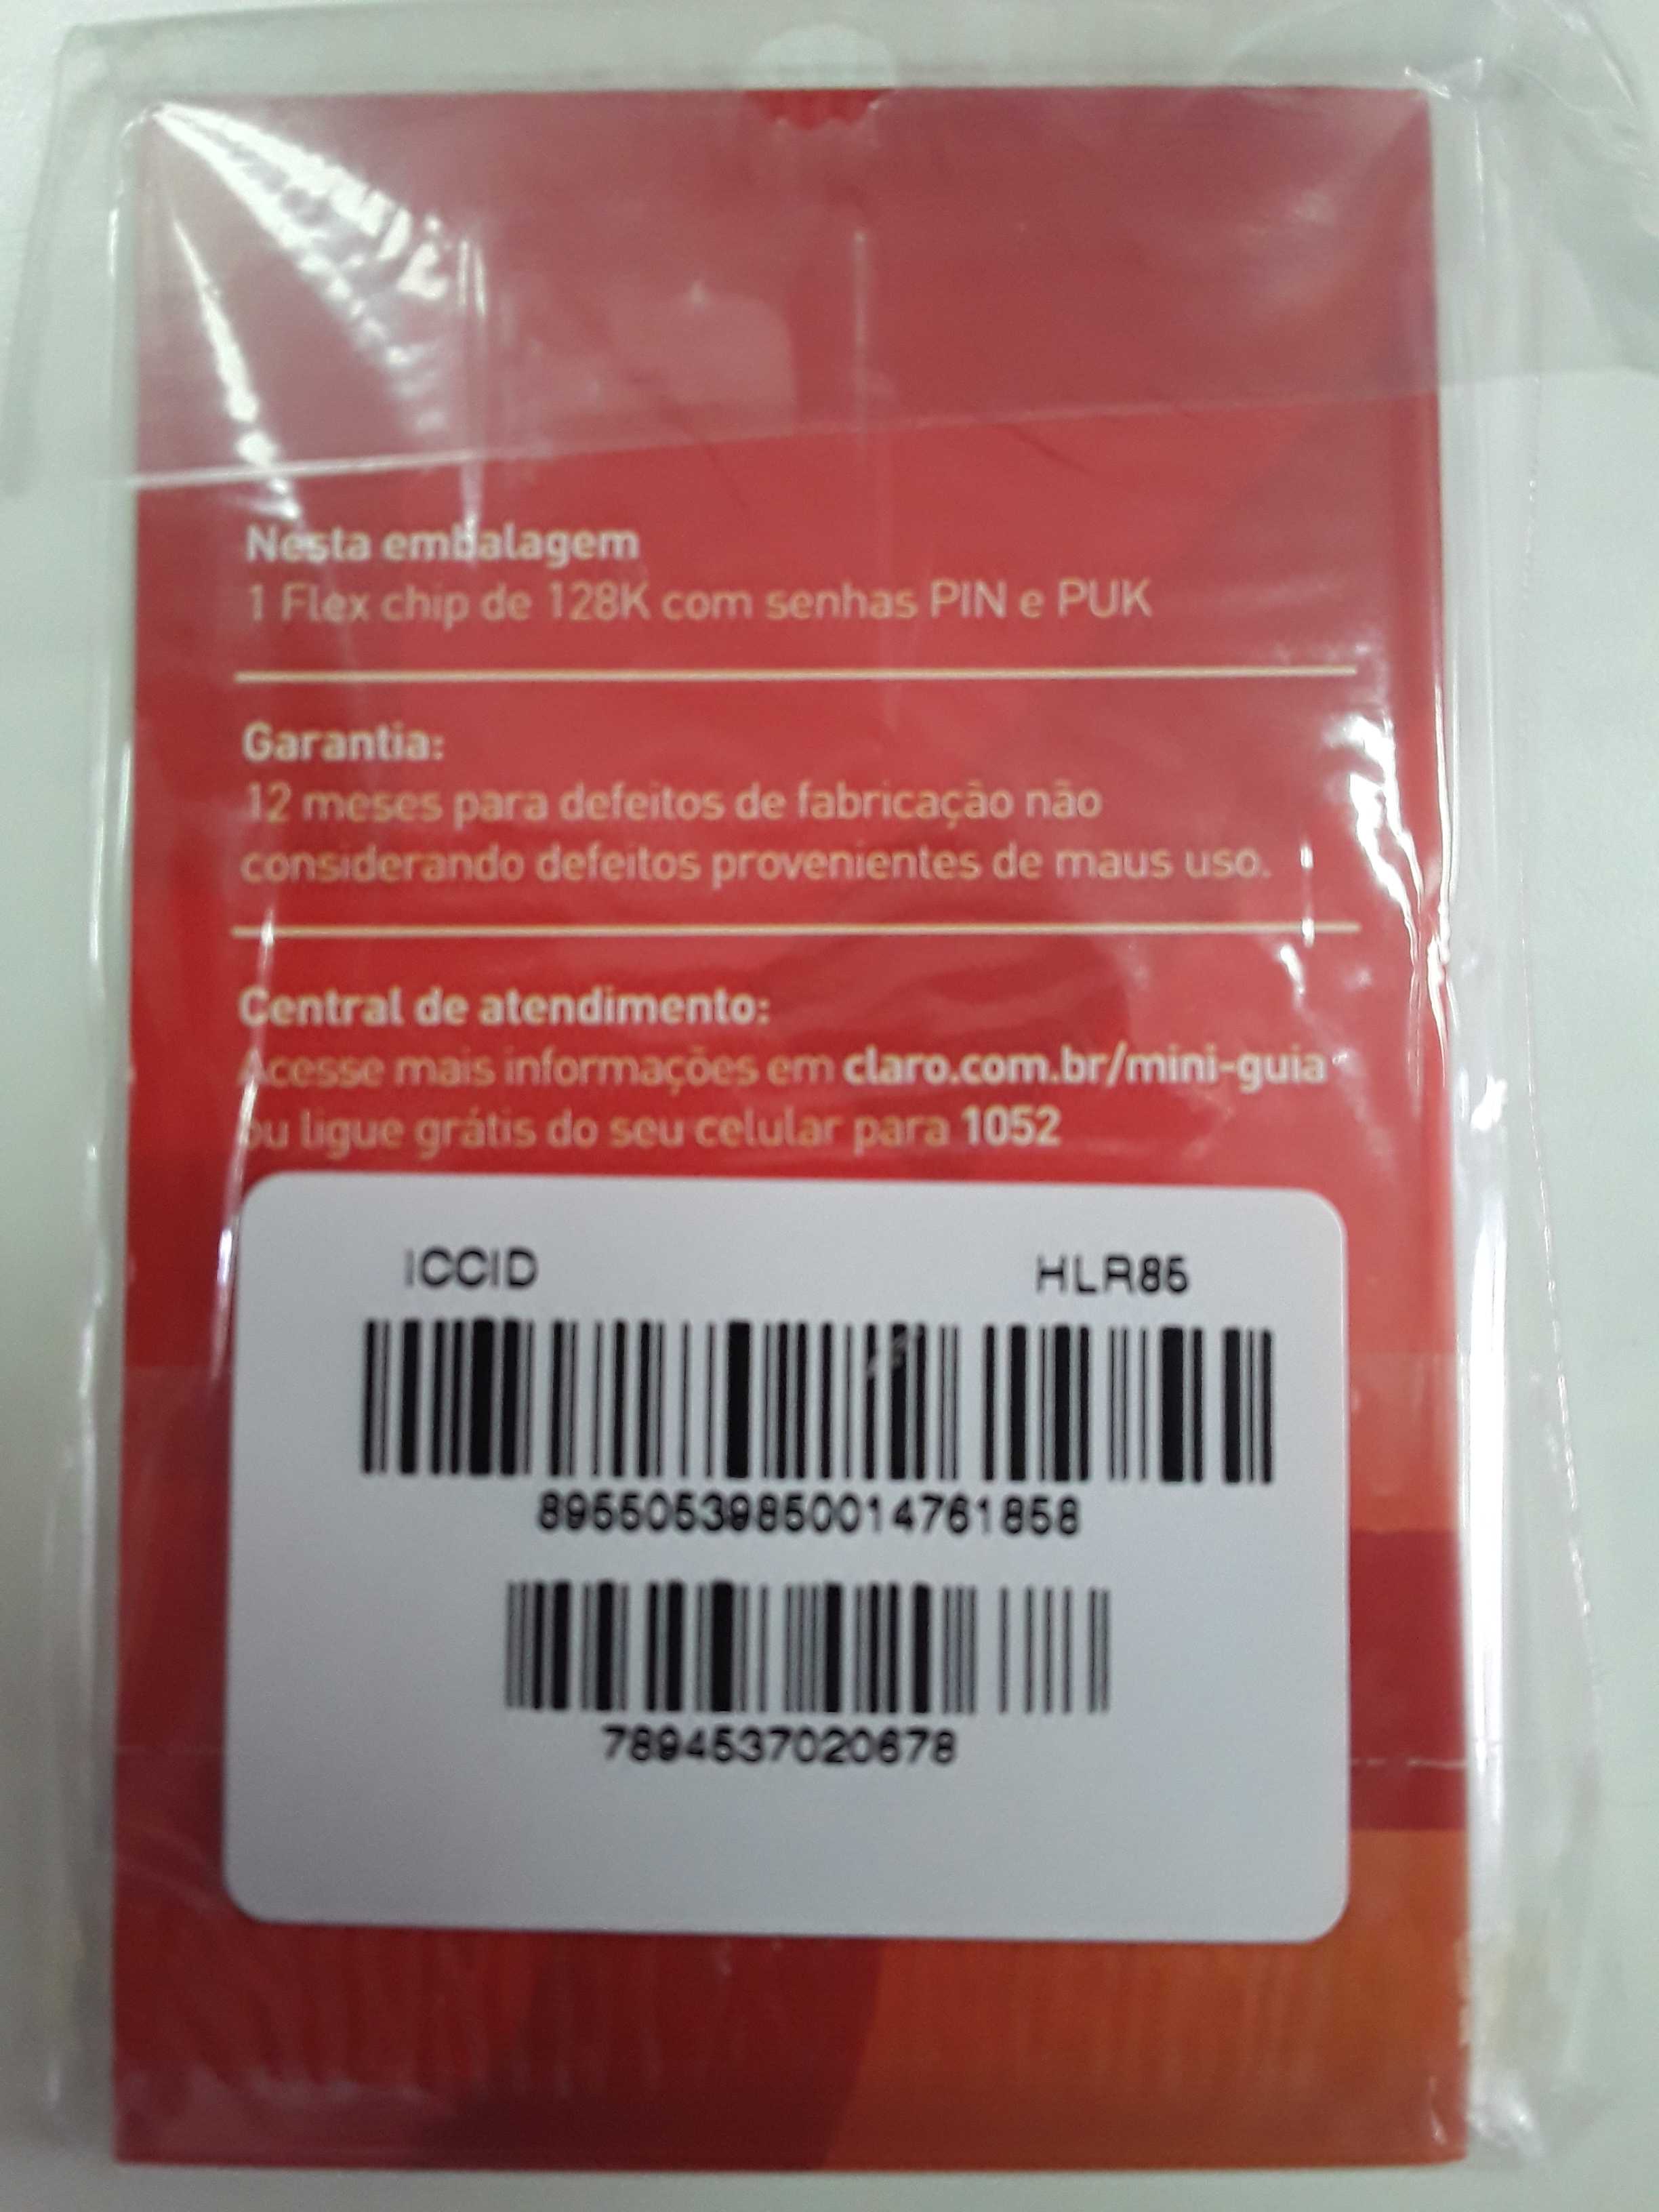 Nesta embalagem
1 Flex chip de 128K com senhas PIN e PUK
Garantia:
12 meses para defeitos de fabricação não
considerando defeitos provenientes de maus uso.
Central de atendimento:
Acesse mais informações em claro.com.br/mini-guia
ou ligue grátis do seu celular para 1052
ICCID HLR85
89550539850014761858
7894537020678